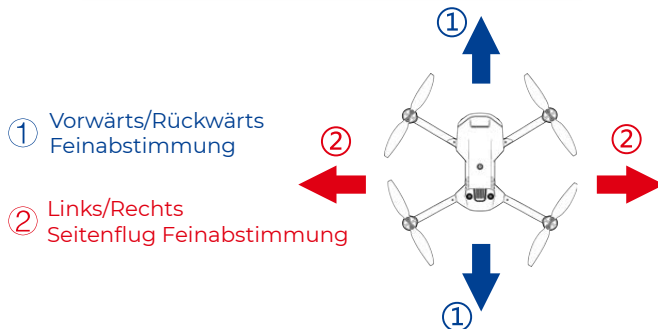 ①
① Vorwärts/Rückwärts
Feinabstimmung
② ②
② Links/Rechts
Seitenflug Feinabstimmung
①